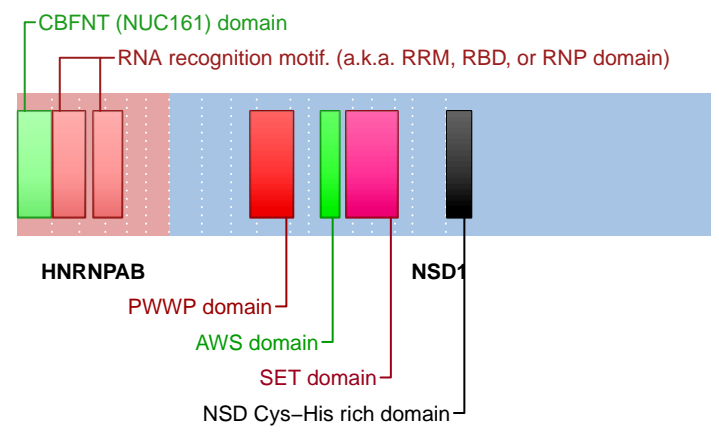 CBFNT (NUC161) domain
RNA recognition motif. (a.k.a. RRM, RBD, or RNP domain)
HNRNPAB NSD1
PWWP domain
AWS domain
SET domain
NSD Cys−His rich domain